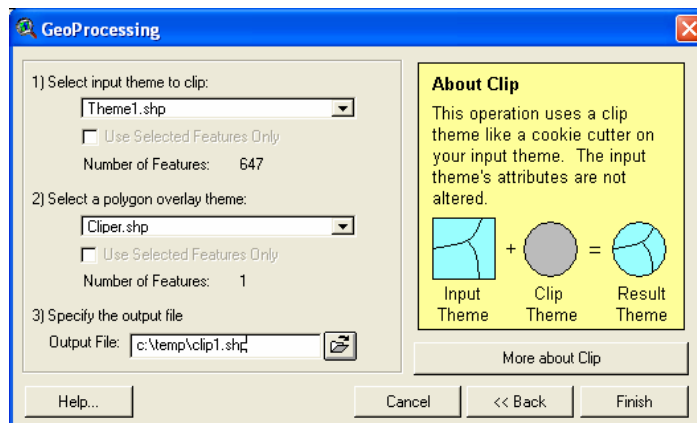 GeoProcessing
1) Select input theme to clip:
Theme1.shp
Use Selected Features Only
Number of Features: 647
2) Select a polygon overlay theme:
Cliper.shp
Use Selected Features Only
Number of Features: 1
3) Specify the output file
Output File: c:\temp\clip1.shp
About Clip
This operation uses a clip
theme like a cookie cutter on
your input theme. The input
theme's attributes are not
altered.
+ =
Input Theme
Clip Theme
Result Theme
More about Clip
Help...
Cancel
<< Back
Finish